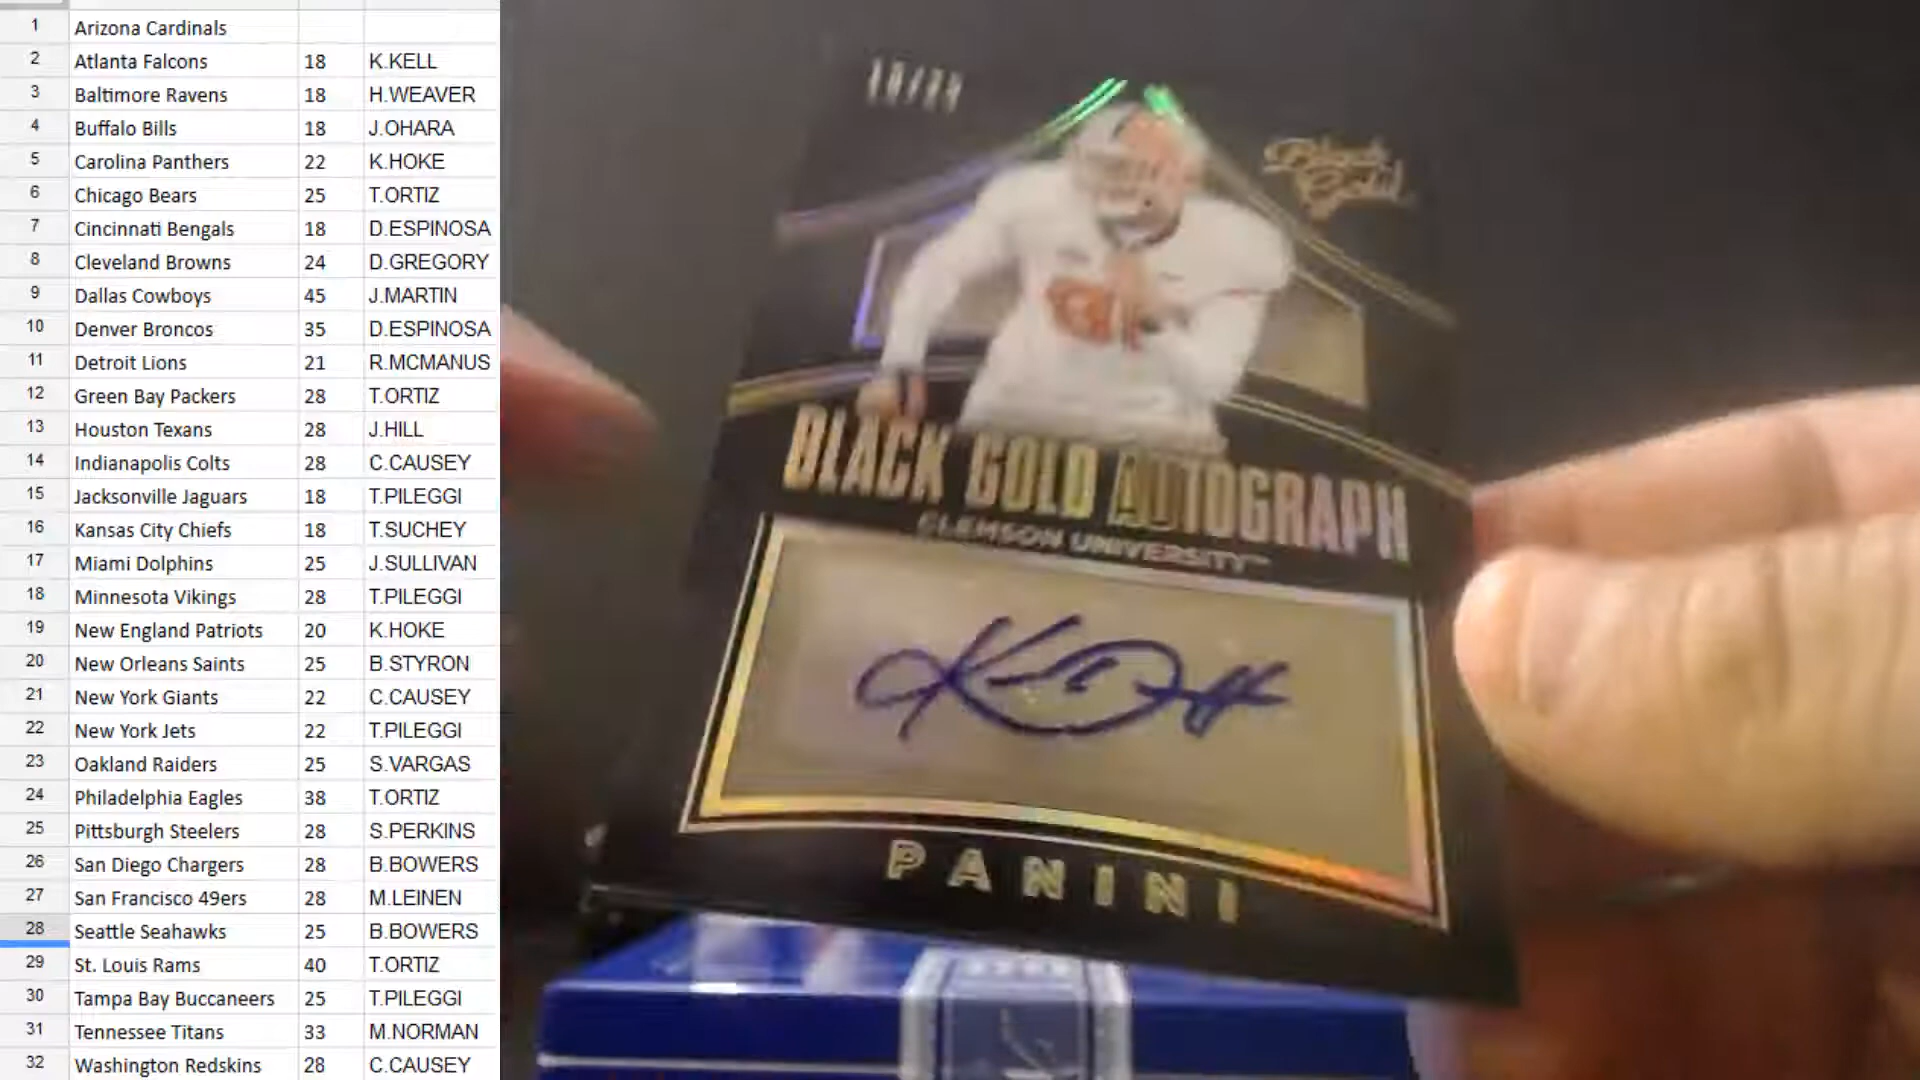 1 Arizona Cardinals
2 Atlanta Falcons 18 K.KELL
3 Baltimore Ravens 18 H.WEAVER
4 Buffalo Bills 18 J.OHARA
5 Carolina Panthers 22 K.HOKE
6 Chicago Bears 25 T.ORTIZ
7 Cincinnati Bengals 18 D.ESPINOSA
8 Cleveland Browns 24 D.GREGORY
9 Dallas Cowboys 45 J.MARTIN
10 Denver Broncos 35 D.ESPINOSA
11 Detroit Lions 21 R.MCMANUS
12 Green Bay Packers 28 T.ORTIZ
13 Houston Texans 28 J.HILL
14 Indianapolis Colts 28 C.CAUSEY
15 Jacksonville Jaguars 18 T.PILEGGI
16 Kansas City Chiefs 18 T.SUCHEY
17 Miami Dolphins 25 J.SULLIVAN
18 Minnesota Vikings 28 T.PILEGGI
19 New England Patriots 20 K.HOKE
20 New Orleans Saints 25 B.STYRON
21 New York Giants 22 C.CAUSEY
22 New York Jets 22 T.PILEGGI
23 Oakland Raiders 25 S.VARGAS
24 Philadelphia Eagles 38 T.ORTIZ
25 Pittsburgh Steelers 28 S.PERKINS
26 San Diego Chargers 28 B.BOWERS
27 San Francisco 49ers 28 M.LEINEN
28 Seattle Seahawks 25 B.BOWERS
29 St. Louis Rams 40 T.ORTIZ
30 Tampa Bay Buccaneers 25 T.PILEGGI
31 Tennessee Titans 33 M.NORMAN
32 Washington Redskins 28 C.CAUSEY
Black Gold
BLACK GOLD AUTOGRAPH
CLEMSON UNIVERSITY™
PANINI